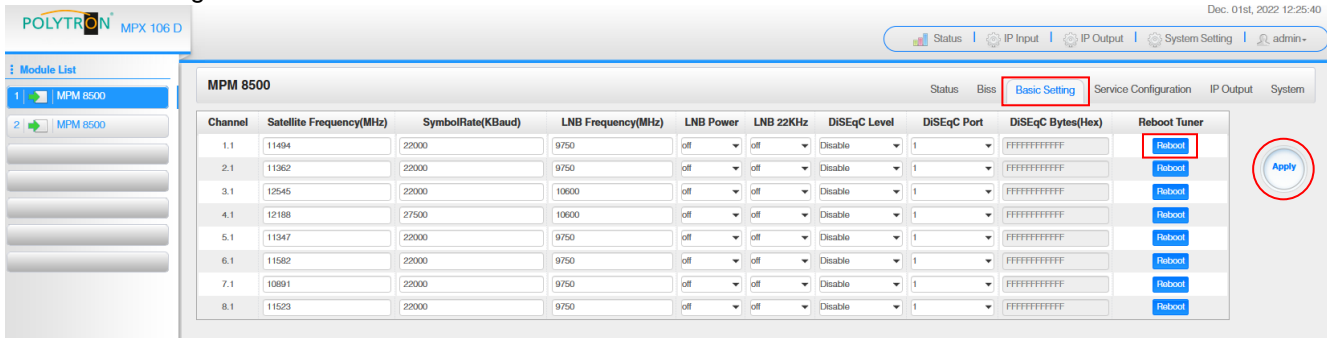 Dec. 01st, 2022 12:25:40
POLYTRON MPX 106 D
Status IP Input IP Output System Setting admin
Module List
1 MPM 8500
2 MPM 8500
MPM 8500
Status Biss Basic Setting Service Configuration IP Output System
Channel Satellite Frequency(MHz) SymbolRate(KBaud) LNB Frequency(MHz) LNB Power LNB 22KHz DiSEqC Level DiSEqC Port DiSEqC Bytes(Hex) Reboot Tuner
1.1 11494 22000 9750 off off Disable 1 FFFFFFFFFFFF Reboot
2.1 11362 22000 9750 off off Disable 1 FFFFFFFFFFFF Reboot
Apply
3.1 12545 22000 10600 off off Disable 1 FFFFFFFFFFFF Reboot
4.1 12188 27500 10600 off off Disable 1 FFFFFFFFFFFF Reboot
5.1 11347 22000 9750 off off Disable 1 FFFFFFFFFFFF Reboot
6.1 11582 22000 9750 off off Disable 1 FFFFFFFFFFFF Reboot
7.1 10891 22000 9750 off off Disable 1 FFFFFFFFFFFF Reboot
8.1 11523 22000 9750 off off Disable 1 FFFFFFFFFFFF Reboot